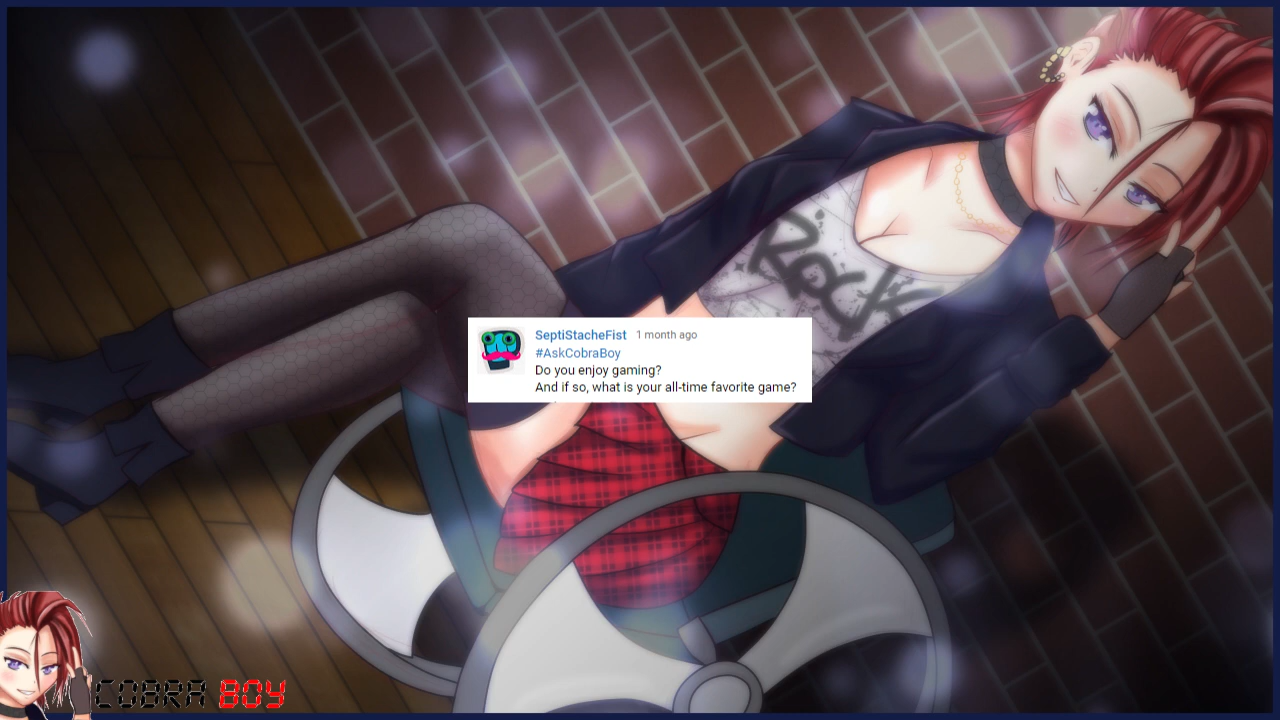 Rock
SeptiStacheFist 1 month ago
#AskCobraBoy
Do you enjoy gaming?
And if so, what is your all-time favorite game?
COBRA BOY